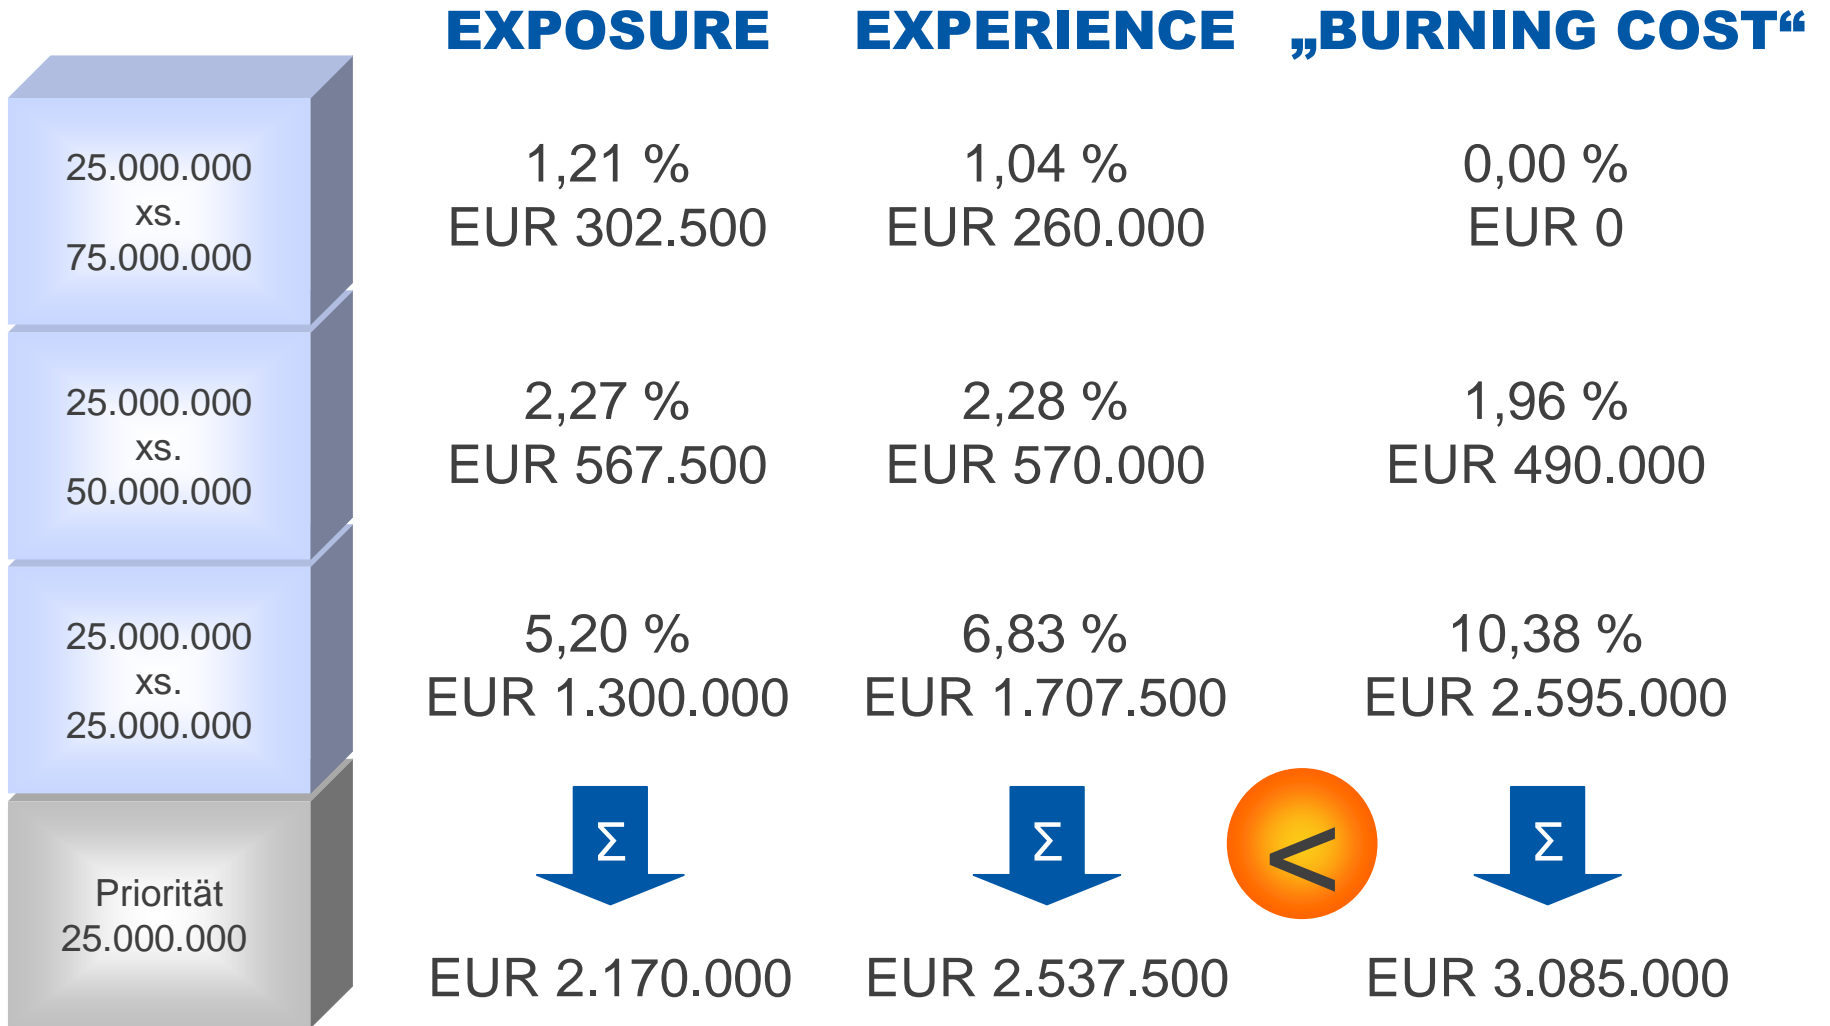 EXPOSURE EXPERIENCE „BURNING COST“
25.000.000
xs.
75.000.000
1,21 % 1,04 % 0,00 %
EUR 302.500 EUR 260.000 EUR 0
25.000.000
xs.
50.000.000
2,27 % 2,28 % 1,96 %
EUR 567.500 EUR 570.000 EUR 490.000
25.000.000
xs.
25.000.000
5,20 % 6,83 % 10,38 %
EUR 1.300.000 EUR 1.707.500 EUR 2.595.000
Σ Σ < Σ
Priorität
25.000.000
EUR 2.170.000 EUR 2.537.500 EUR 3.085.000